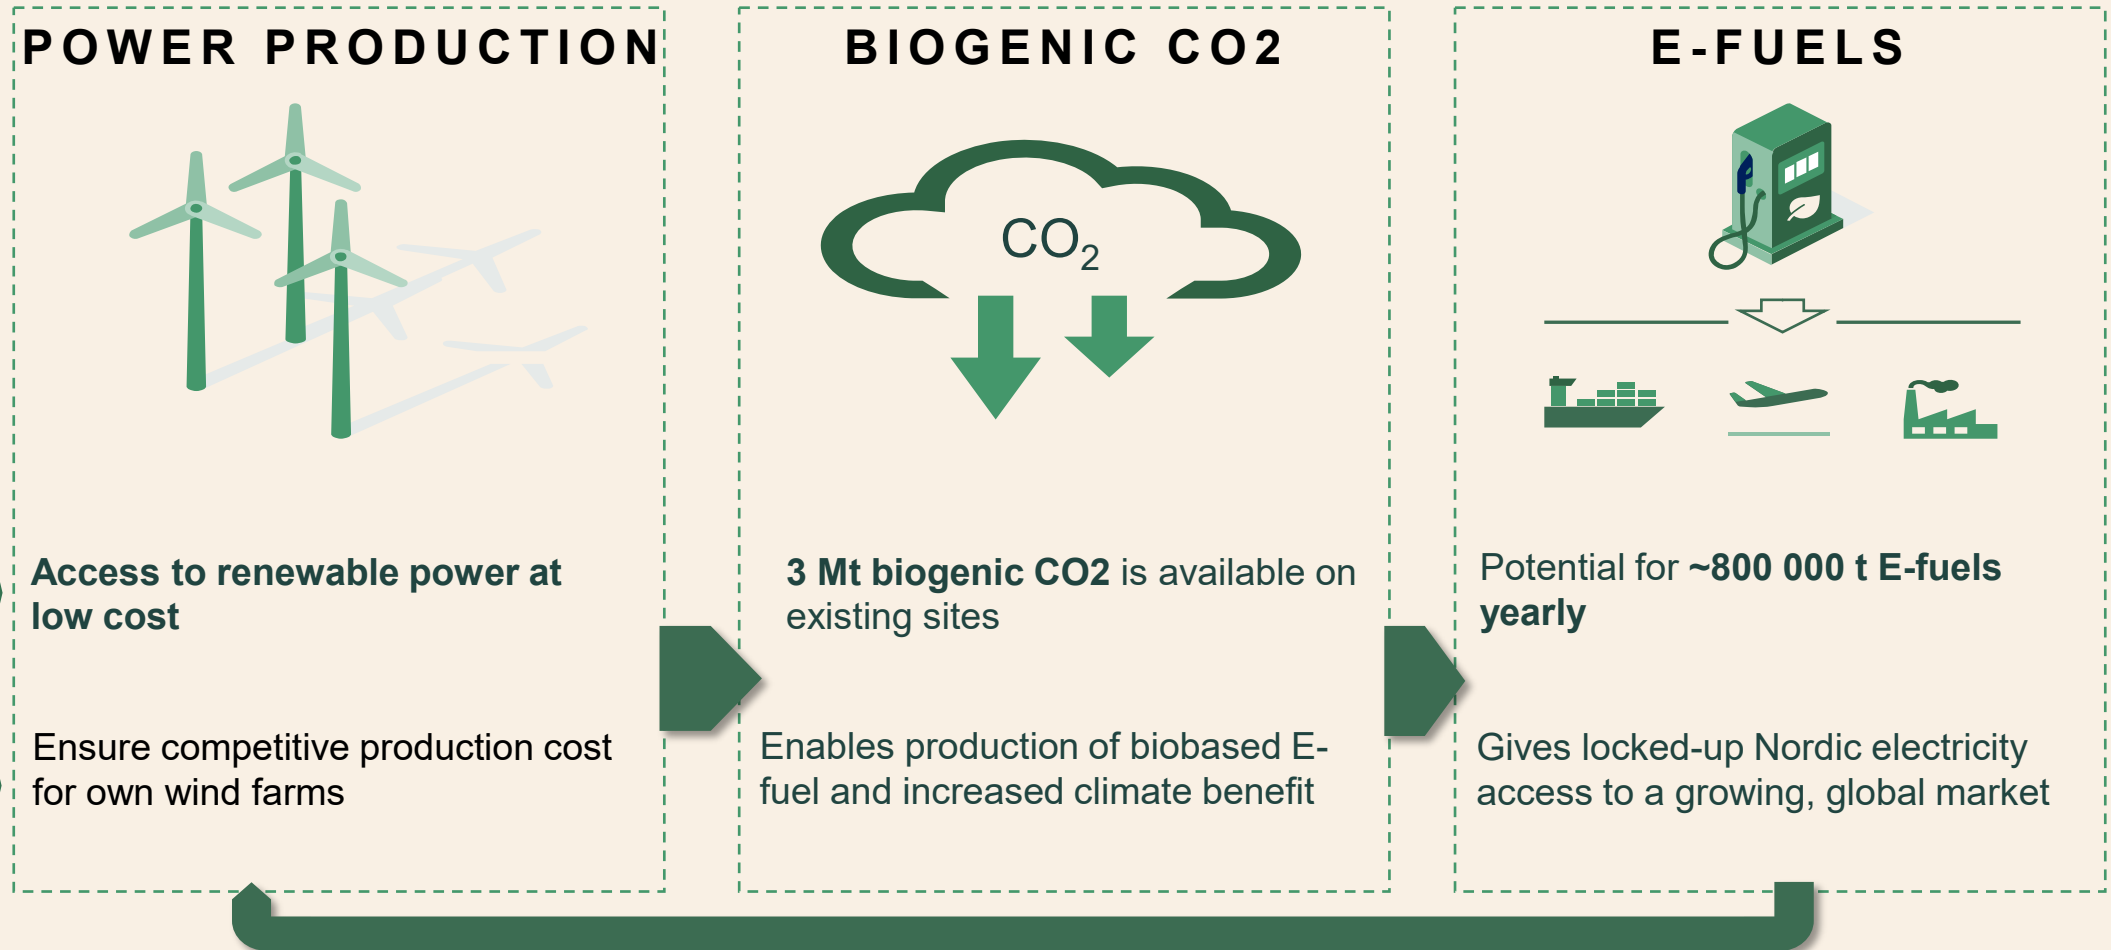 POWER PRODUCTION
Access to renewable power at
low cost
Ensure competitive production cost
for own wind farms
BIOGENIC CO2
CO₂
3 Mt biogenic CO2 is available on
existing sites
Enables production of biobased E-
fuel and increased climate benefit
E-FUELS
Potential for ~800 000 t E-fuels
yearly
Gives locked-up Nordic electricity
access to a growing, global market